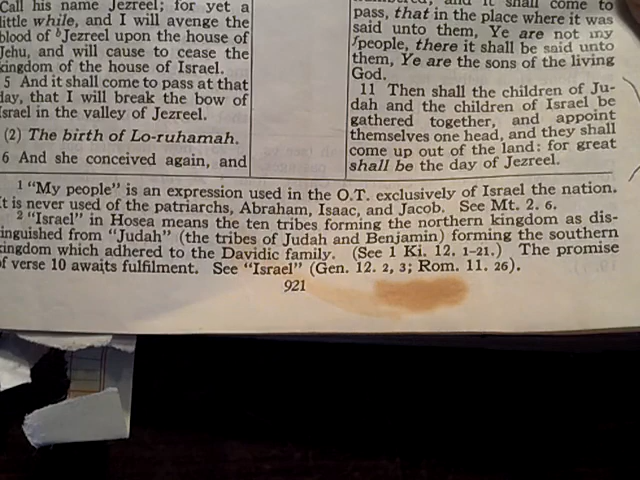 Call his name Jezreel; for yet a
little while, and I will avenge the
blood of b Jezreel upon the house of
Jehu, and will cause to cease the
kingdom of the house of Israel.
5 And it shall come to pass at that
day, that I will break the bow of
Israel in the valley of Jezreel.
(2) The birth of Lo-ruhamah.
6 And she conceived again, and
and it shall come to
pass, that in the place where it was
said unto them, Ye are not my
f people, there it shall be said unto
them, Ye are the sons of the living
God.
11 Then shall the children of Ju-
dah and the children of Israel be
gathered together, and appoint
themselves one head, and they shall
come up out of the land: for great
shall be the day of Jezreel.
1 "My people" is an expression used in the O.T. exclusively of Israel the nation.
It is never used of the patriarchs, Abraham, Isaac, and Jacob. See Mt. 2. 6.
2 "Israel" in Hosea means the ten tribes forming the northern kingdom as dis-
tinguished from "Judah" (the tribes of Judah and Benjamin) forming the southern
kingdom which adhered to the Davidic family. (See 1 Ki. 12. 1-21.) The promise
of verse 10 awaits fulfilment. See "Israel" (Gen. 12. 2, 3; Rom. 11. 26).
921